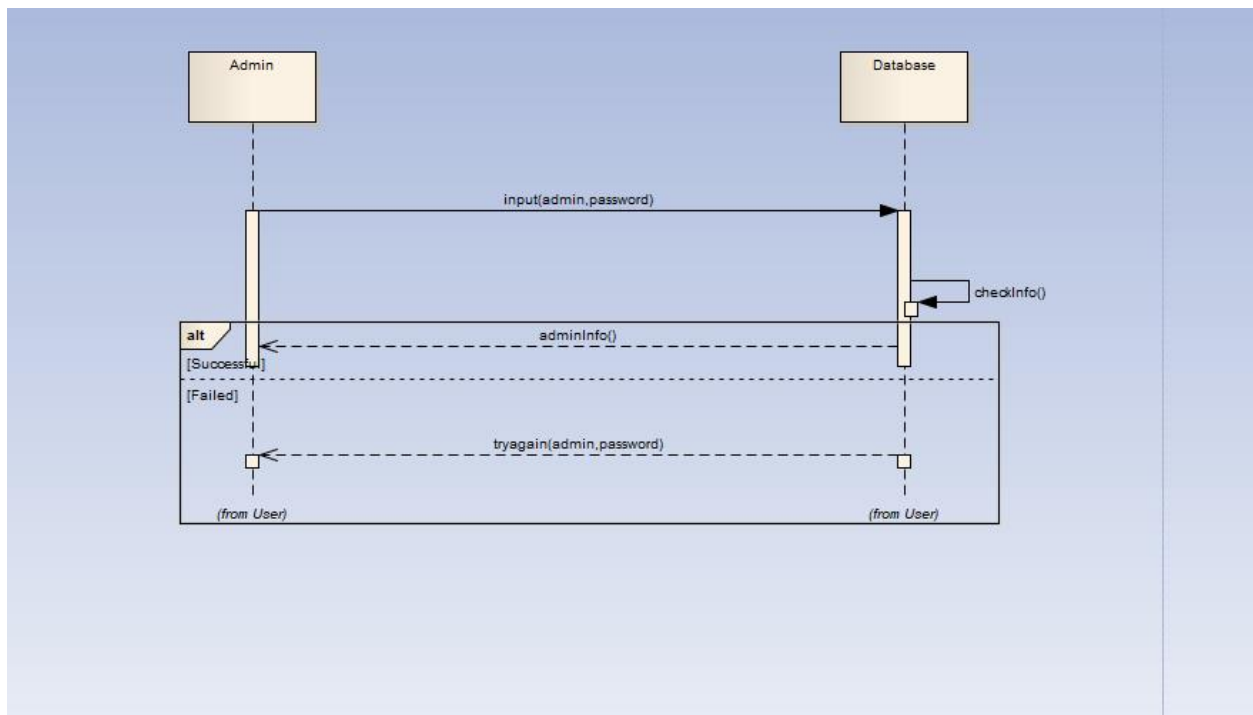 Admin
Database
input(admin,password)
checkInfo()
alt
adminInfo()
[Successful]
[Failed]
tryagain(admin,password)
(from User)
(from User)